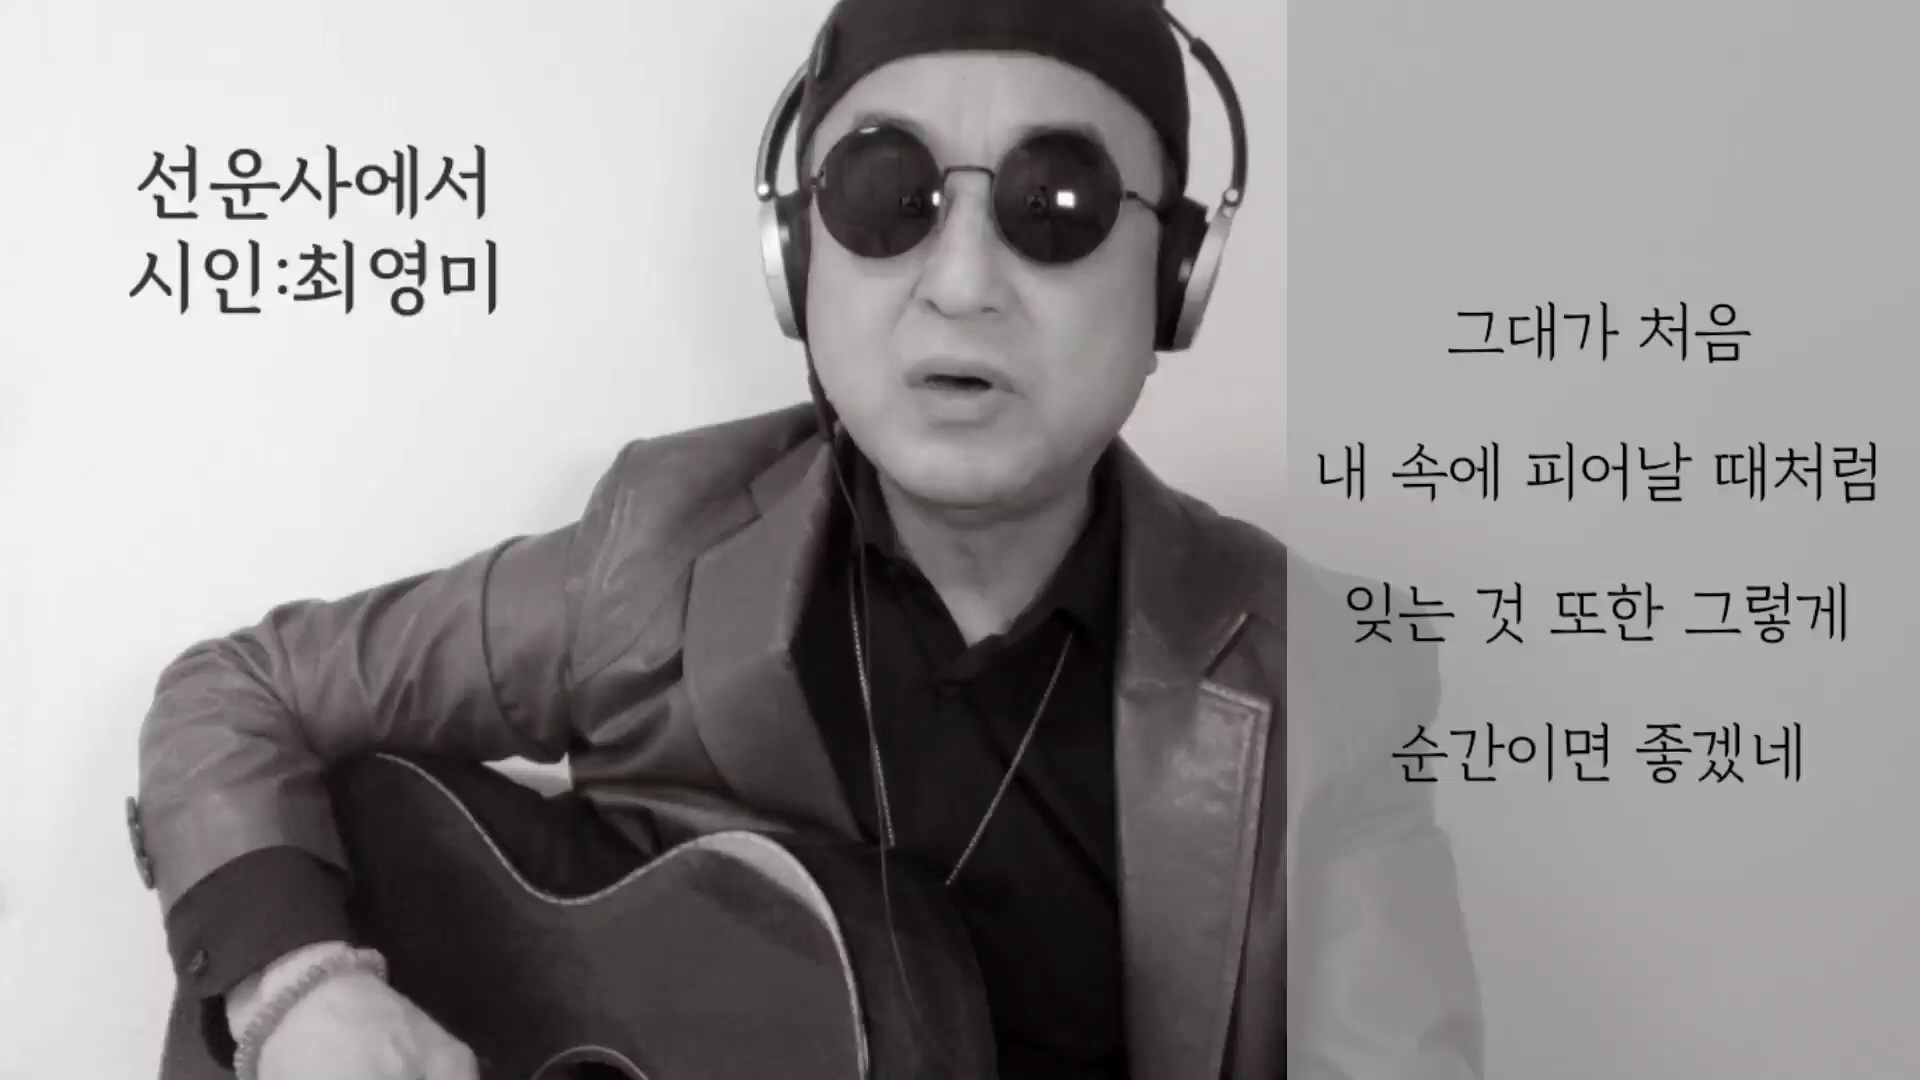 선운사에서
시인:최영미
그대가 처음
내 속에 피어날 때처럼
잊는 것 또한 그렇게
순간이면 좋겠네